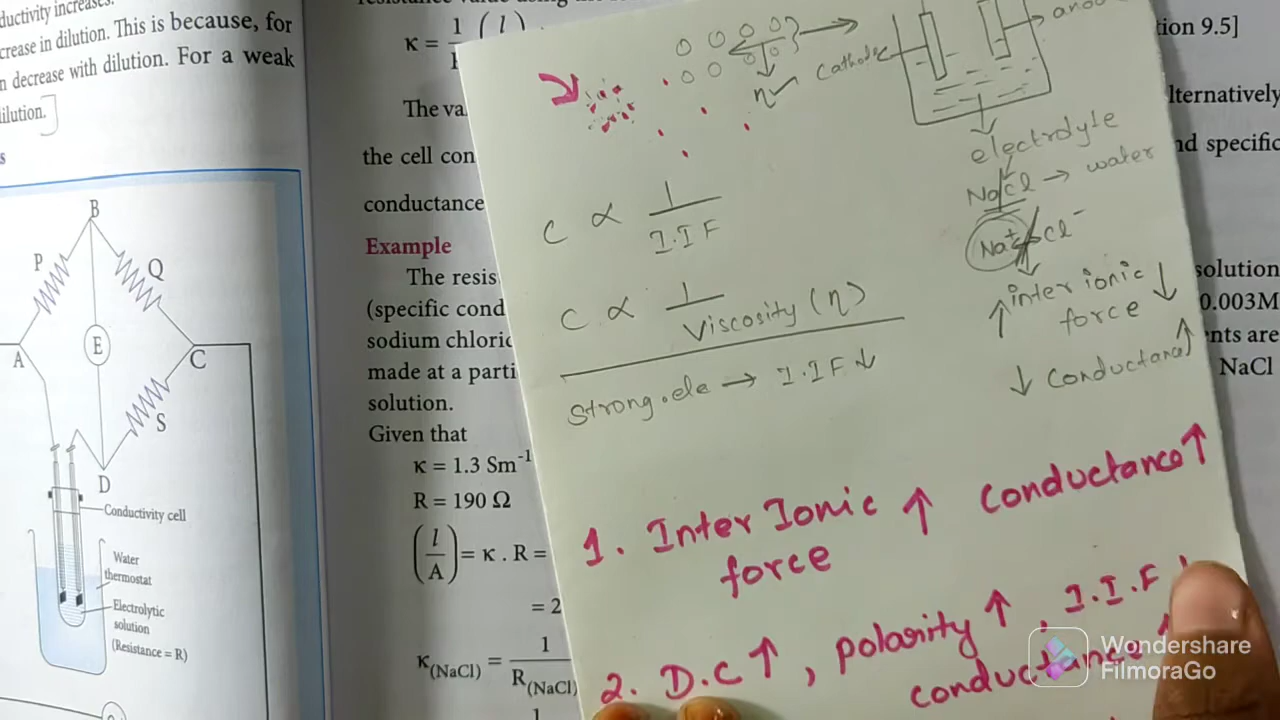 ductivity increases.
crease in dilution. This is because, for
n decrease with dilution. For a weak
dilution.
s
B
P
Q
A
E
C
S
D
Conductivity cell
Water
thermostat
Electrolytic
solution
(Resistance = R)
κ = 1 ( l )
The va
the cell con
conductance
Example
The resis
(specific cond
sodium chloric
made at a parti
solution.
Given that
κ = 1.3 Sm⁻¹
R = 190 Ω
(l/A) = κ . R =
= 2
κ(NaCl) = 1 / R(NaCl)
1
tion 9.5]
lternatively
nd specific
solution
0.003M
nts are
NaCl
η ✓
Cathode
electrolyte
NaCl → water
Na⁺ Cl⁻
↑ inter ionic ↓
force
↓ Conductance ↑
C ∝ 1 / I.I F
C ∝ 1 / Viscosity (η)
Strong.ele → I.IF ↓
1. Inter Ionic ↑ Conductance ↑
force
2. D.C ↑ , polarity ↑ , I.I.F
conductance
Wondershare
FilmoraGo